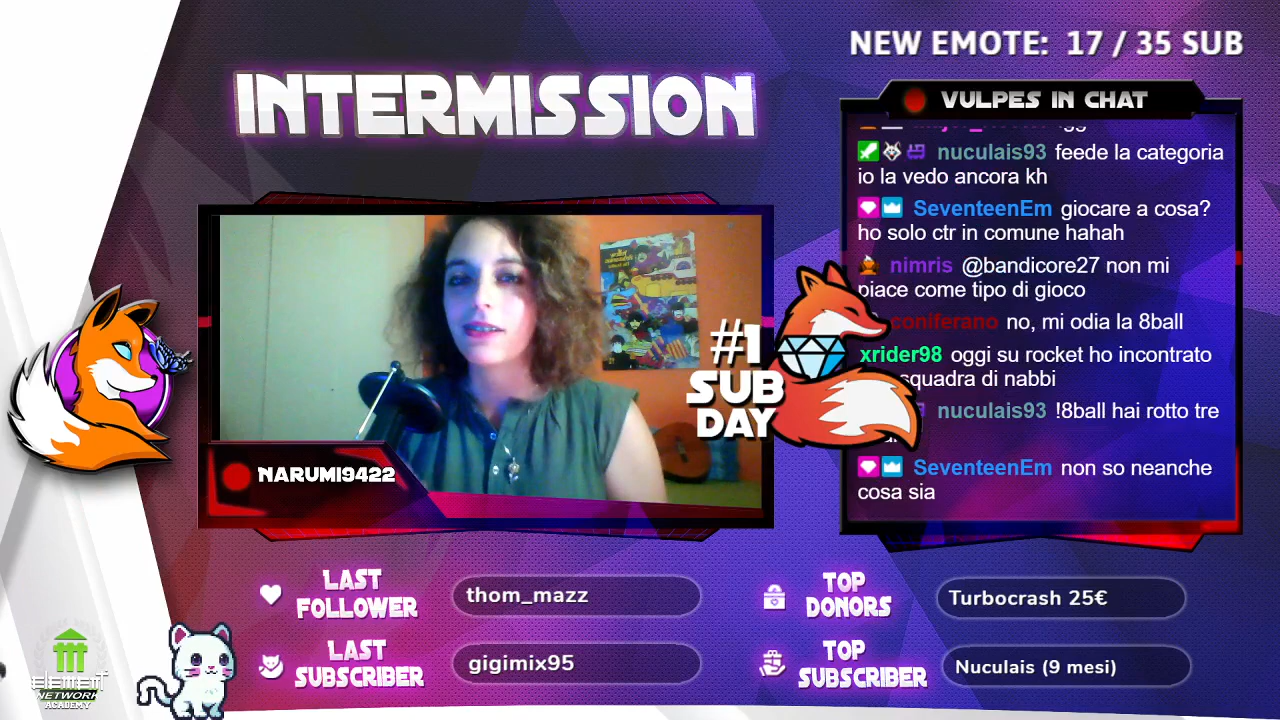 NEW EMOTE: 17 / 35 SUB
INTERMISSION
VULPES IN CHAT
nuculais93 feede la categoria
io la vedo ancora kh
SeventeenEm giocare a cosa?
ho solo ctr in comune hahah
nimris @bandicore27 non mi
piace come tipo di gioco
coniferano no, mi odia la 8ball
xrider98 oggi su rocket ho incontrato
squadra di nabbi
nuculais93 !8ball hai rotto tre
SeventeenEm non so neanche
cosa sia
#1
SUB
DAY
NARUMI9422
LAST
FOLLOWER
thom_mazz
TOP
DONORS
Turbocrash 25€
LAST
SUBSCRIBER
gigimix95
TOP
SUBSCRIBER
Nuculais (9 mesi)
ELEMENT
NETWORK
ACADEMY